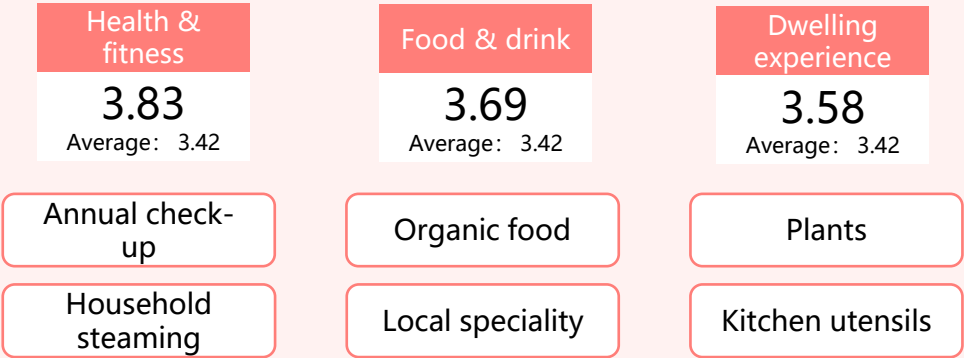 Health &
fitness
3.83
Average： 3.42
Food & drink
3.69
Average： 3.42
Dwelling
experience
3.58
Average： 3.42
Annual check-
up
Organic food
Plants
Household
steaming
Local speciality
Kitchen utensils